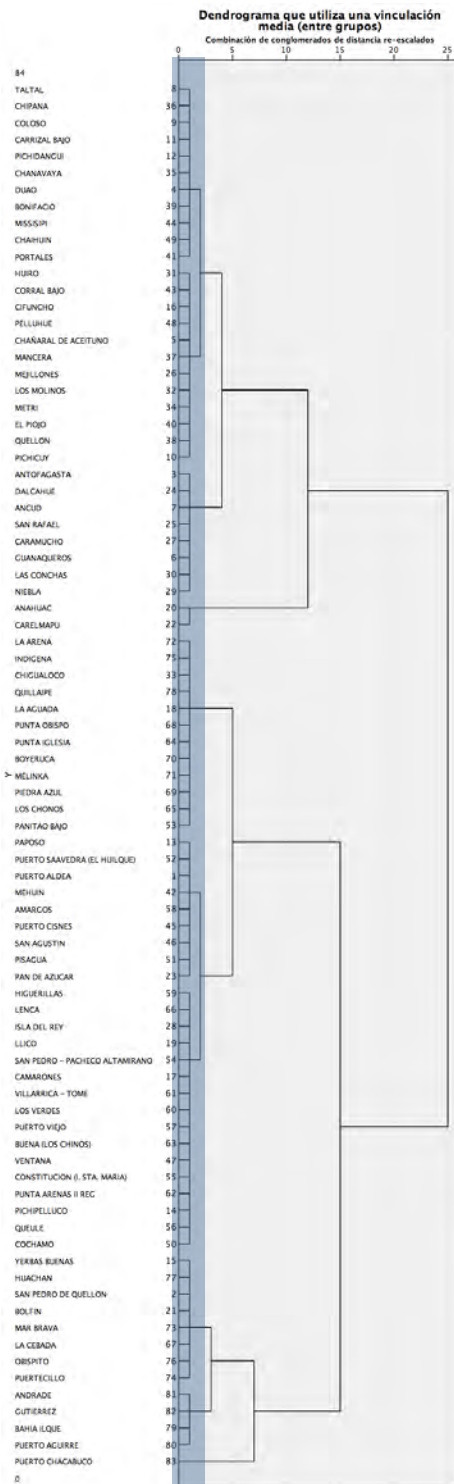 Dendrograma que utiliza una vinculación
media (entre grupos)
Combinación de conglomerados de distancia re-escalados
0 5 10 15 20 25
84
TALTAL 8
CHIPANA 36
COLOSO 9
CARRIZAL BAJO 11
PICHIDANGUI 12
CHANAVAYA 35
DUAO 4
BONIFACIO 39
MISSISIPI 44
CHAIHUIN 49
PORTALES 41
HUIRO 31
CORRAL BAJO 43
CIFUNCHO 16
PELLUHUE 48
CHAÑARAL DE ACEITUNO 5
MANCERA 37
MEJILLONES 26
LOS MOLINOS 32
METRI 34
EL PIOJO 40
QUELLON 38
PICHICUY 10
ANTOFAGASTA 3
DALCAHUE 24
ANCUD 7
SAN RAFAEL 25
CARAMUCHO 27
GUANAQUEROS 6
LAS CONCHAS 30
NIEBLA 29
ANAHUAC 20
CARELMAPU 22
LA ARENA 72
INDIGENA 75
CHIGUALOCO 33
QUILLAIPE 78
LA AGUADA 18
PUNTA OBISPO 68
PUNTA IGLESIA 64
BOYERUCA 70
Y MELINKA 71
PIEDRA AZUL 69
LOS CHONOS 65
PANITAO BAJO 53
PAPOSO 13
PUERTO SAAVEDRA (EL HUILQUE) 52
PUERTO ALDEA 1
MEHUIN 42
AMARGOS 58
PUERTO CISNES 45
SAN AGUSTIN 46
PISAGUA 51
PAN DE AZUCAR 23
HIGUERILLAS 59
LENCA 66
ISLA DEL REY 28
LLICO 19
SAN PEDRO – PACHECO ALTAMIRANO 54
CAMARONES 17
VILLARRICA – TOME 61
LOS VERDES 60
PUERTO VIEJO 57
BUENA (LOS CHINOS) 63
VENTANA 47
CONSTITUCION (I. STA. MARIA) 55
PUNTA ARENAS II REG 62
PICHIPELLUCO 14
QUEULE 56
COCHAMO 50
YERBAS BUENAS 15
HUACHAN 77
SAN PEDRO DE QUELLON 2
BOLFIN 21
MAR BRAVA 73
LA CEBADA 67
OBISPITO 76
PUERTECILLO 74
ANDRADE 81
GUTIERREZ 82
BAHIA ILQUE 79
PUERTO AGUIRRE 80
PUERTO CHACABUCO 83
0